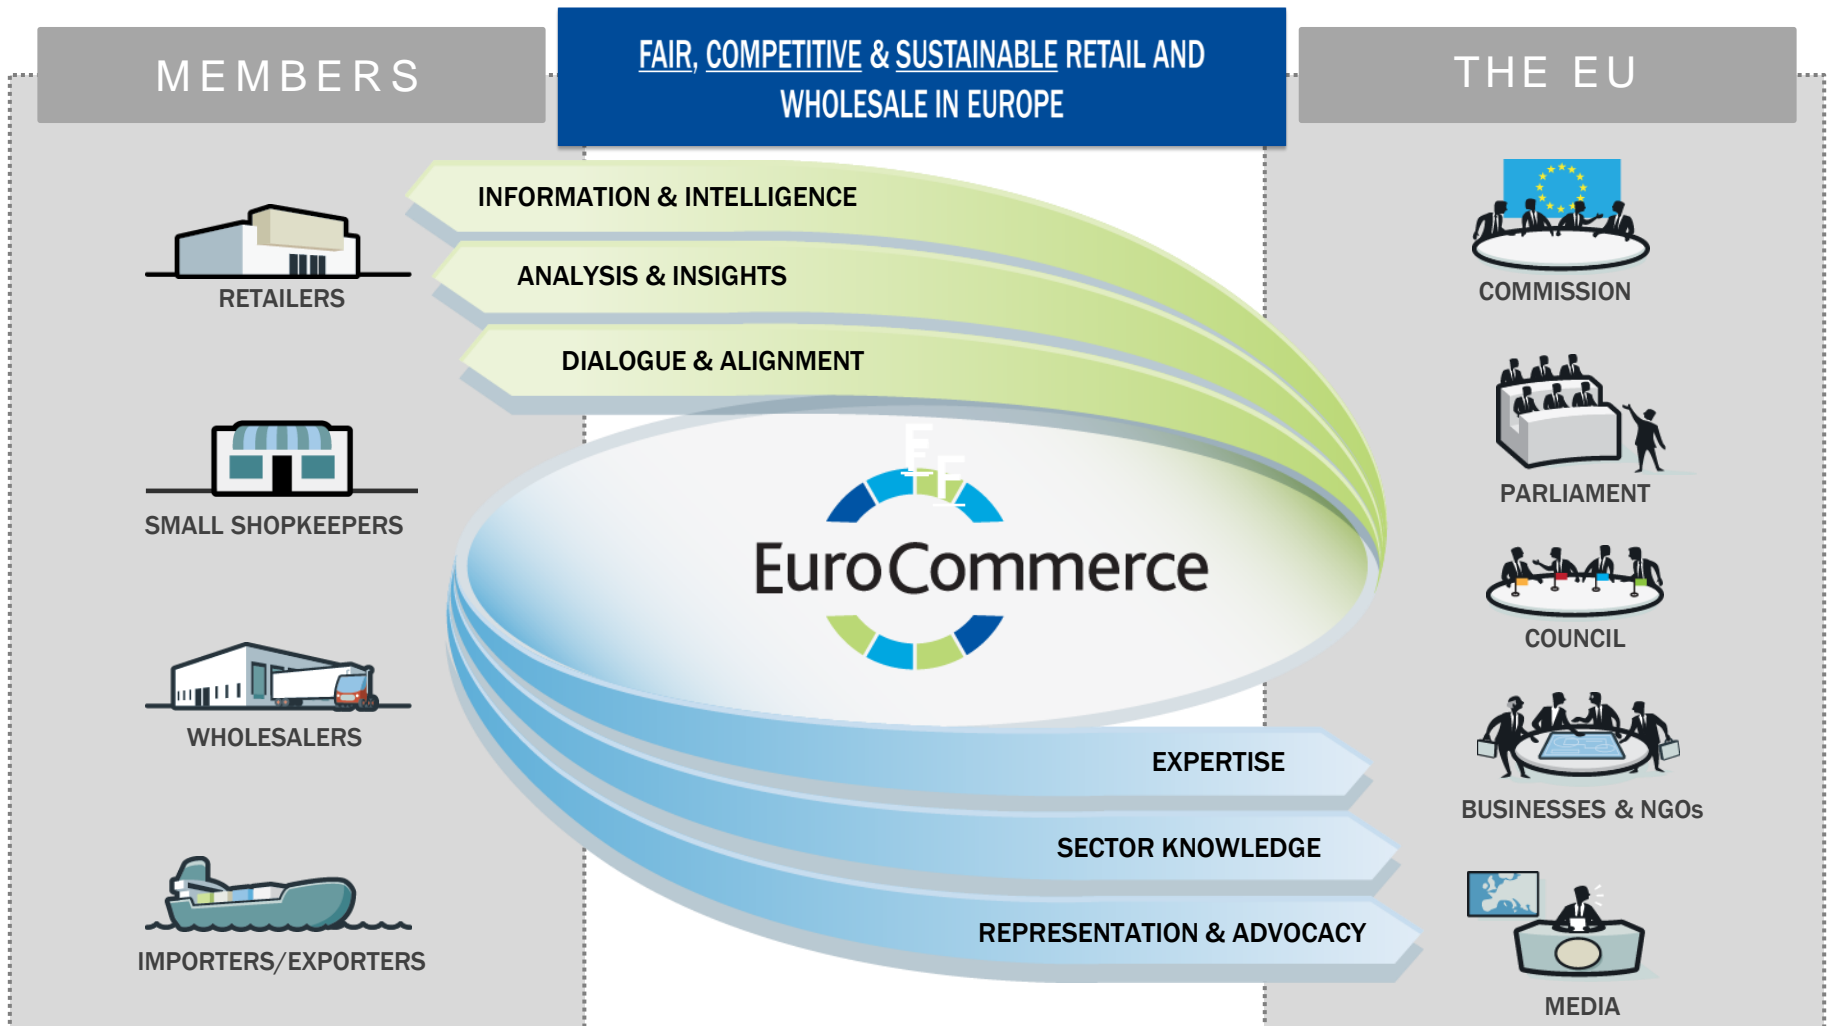 MEMBERS
FAIR, COMPETITIVE & SUSTAINABLE RETAIL AND
WHOLESALE IN EUROPE
THE EU
INFORMATION & INTELLIGENCE
ANALYSIS & INSIGHTS
DIALOGUE & ALIGNMENT
RETAILERS
SMALL SHOPKEEPERS
WHOLESALERS
IMPORTERS/EXPORTERS
E
F
EuroCommerce
EXPERTISE
SECTOR KNOWLEDGE
REPRESENTATION & ADVOCACY
COMMISSION
PARLIAMENT
COUNCIL
BUSINESSES & NGOs
MEDIA